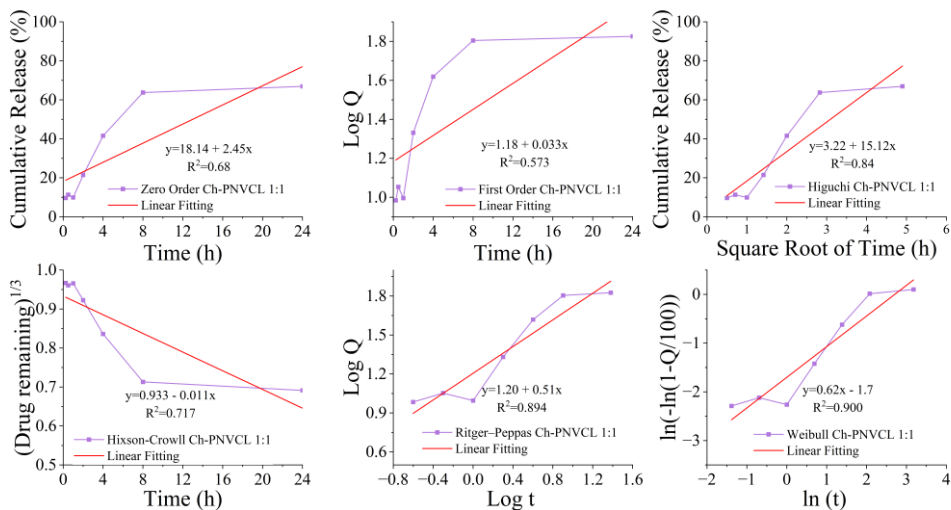 Cumulative Release (%)
100
80
60
40
20
0
y=18.14 + 2.45x
R²=0.68
Zero Order Ch-PNVCL 1:1
Linear Fitting
0 4 8 12 16 20 24
Time (h)
Log Q
1.8
1.6
1.4
1.2
1.0
y=1.18 + 0.033x
R²=0.573
First Order Ch-PNVCL 1:1
Linear Fitting
0 4 8 12 16 20 24
Time (h)
Cumulative Release (%)
100
80
60
40
20
0
y=3.22 + 15.12x
R²=0.84
Higuchi Ch-PNVCL 1:1
Linear Fitting
0 1 2 3 4 5 6
Square Root of Time (h)
(Drug remaining)^1/3
1.0
0.9
0.8
0.7
0.6
0.5
y=0.933 - 0.011x
R²=0.717
Hixson-Crowll Ch-PNVCL 1:1
Linear Fitting
0 4 8 12 16 20 24
Time (h)
Log Q
1.8
1.5
1.2
0.9
0.6
y=1.20 + 0.51x
R²=0.894
Ritger–Peppas Ch-PNVCL 1:1
Linear Fitting
−0.8 −0.4 0.0 0.4 0.8 1.2 1.6
Log t
ln(-ln(1-Q/100))
0
−1
−2
−3
y=0.62x - 1.7
R²=0.900
Weibull Ch-PNVCL 1:1
Linear Fitting
−2 −1 0 1 2 3 4
ln (t)